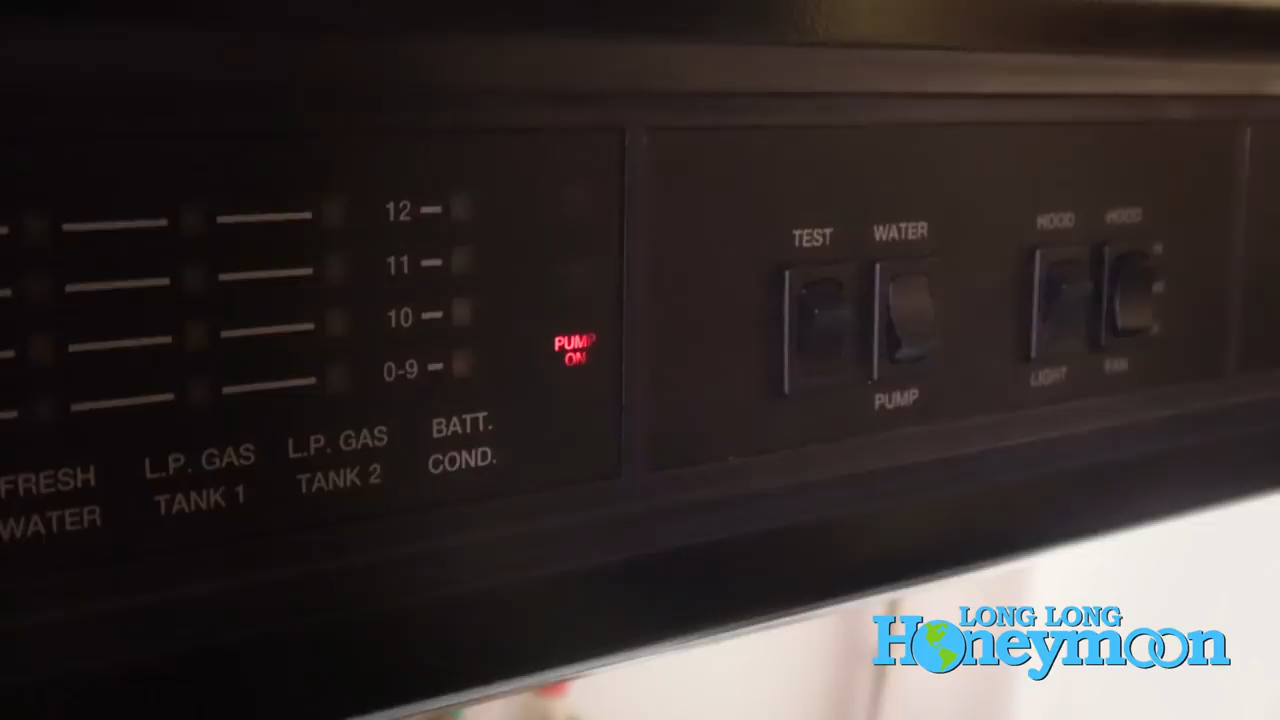 12
11
10
0-9
PUMP
ON
FRESH
WATER
L.P. GAS
TANK 1
L.P. GAS
TANK 2
BATT.
COND.
TEST
WATER
PUMP
HOOD
LIGHT
HOOD
FAN
LONG LONG
Honeymoon